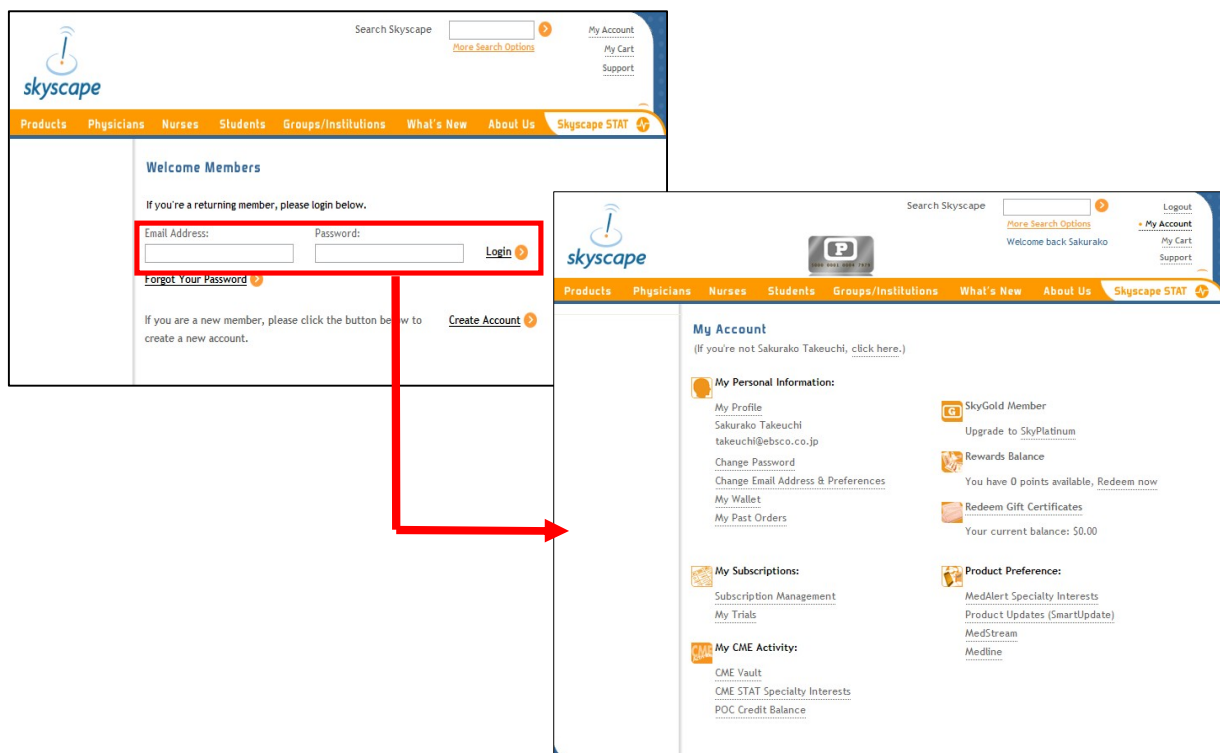 Search Skyscape
More Search Options
My Account
My Cart
Support
skyscape
Products Physicians Nurses Students Groups/Institutions What's New About Us Skyscape STAT
Welcome Members
If you're a returning member, please login below.
Email Address: Password:
Login
Forgot Your Password
If you are a new member, please click the button below to
create a new account.
Create Account
Search Skyscape
More Search Options
Welcome back Sakurako
Logout
• My Account
My Cart
Support
skyscape
P
Products Physicians Nurses Students Groups/Institutions What's New About Us Skyscape STAT
My Account
(If you're not Sakurako Takeuchi, click here.)
My Personal Information:
My Profile
Sakurako Takeuchi
takeuchi@ebsco.co.jp
Change Password
Change Email Address & Preferences
My Wallet
My Past Orders
G
SkyGold Member
Upgrade to SkyPlatinum
Rewards Balance
You have 0 points available, Redeem now
Redeem Gift Certificates
Your current balance: $0.00
My Subscriptions:
Subscription Management
My Trials
Product Preference:
MedAlert Specialty Interests
Product Updates (SmartUpdate)
MedStream
Medline
CME
My CME Activity:
CME Vault
CME STAT Specialty Interests
POC Credit Balance